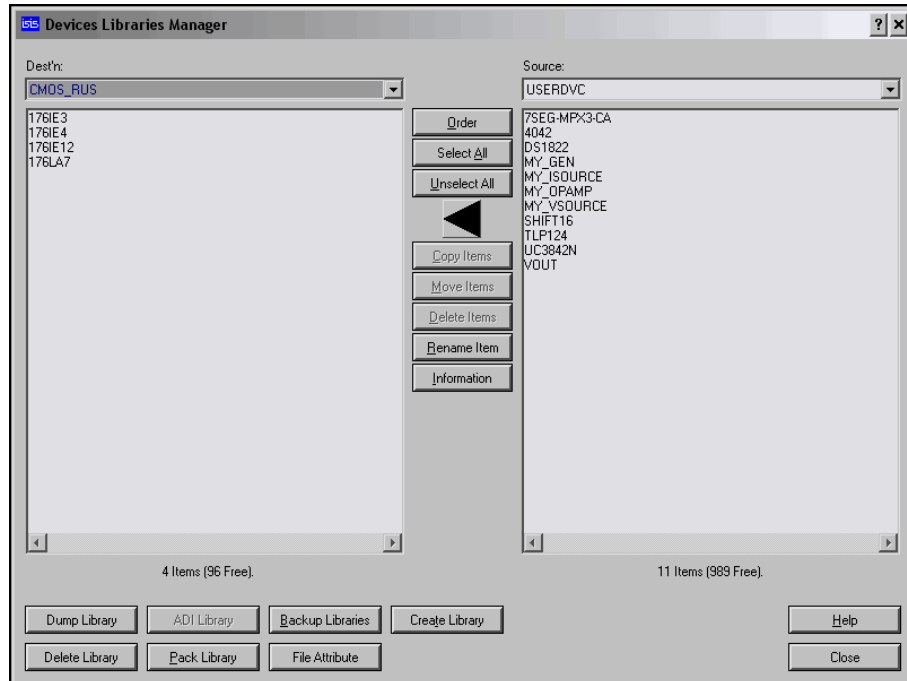 isis Devices Libraries Manager
Dest'n:
CMOS_RUS
176IE3
176IE4
176IE12
176LA7
4 Items (96 Free).
Order
Select All
Unselect All
Copy Items
Move Items
Delete Items
Rename Item
Information
Source:
USERDVC
7SEG-MPX3-CA
4042
DS1822
MY_GEN
MY_ISOURCE
MY_OPAMP
MY_VSOURCE
SHIFT16
TLP124
UC3842N
VOUT
11 Items (989 Free).
Dump Library ADI Library Backup Libraries Create Library Help
Delete Library Pack Library File Attribute Close